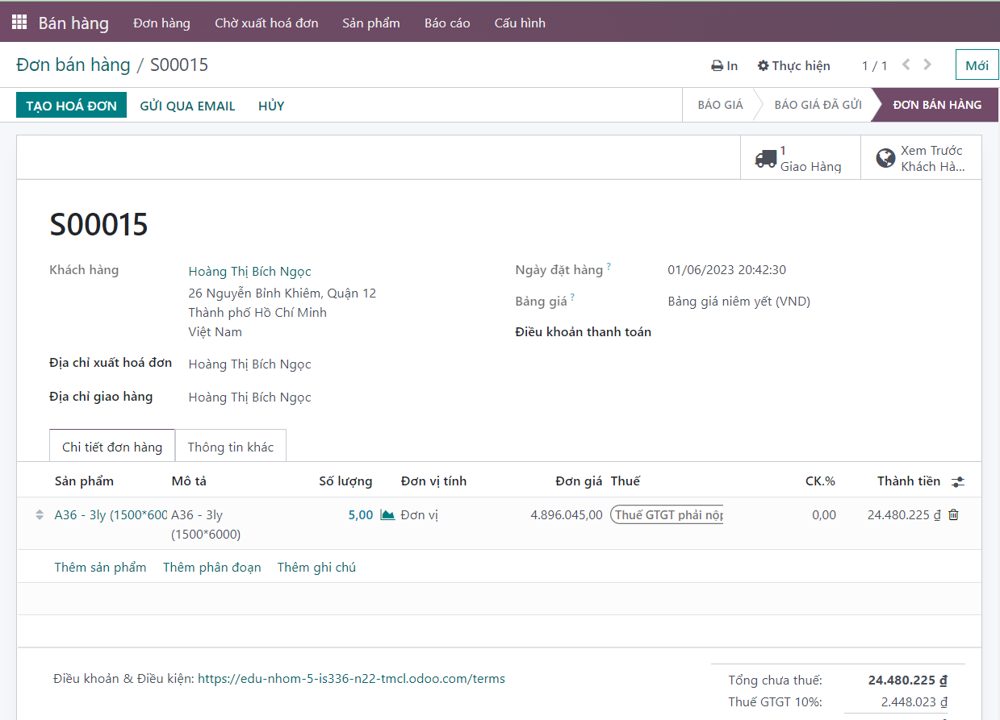 Bán hàng Đơn hàng Chờ xuất hoá đơn Sản phẩm Báo cáo Cấu hình
Đơn bán hàng / S00015 In Thực hiện 1 / 1 Mới
TẠO HOÁ ĐƠN GỬI QUA EMAIL HỦY BÁO GIÁ BÁO GIÁ ĐÃ GỬI ĐƠN BÁN HÀNG
1
Giao Hàng
Xem Trước
Khách Hà...
S00015
Khách hàng Hoàng Thị Bích Ngọc
26 Nguyễn Bỉnh Khiêm, Quận 12
Thành phố Hồ Chí Minh
Việt Nam
Địa chỉ xuất hoá đơn Hoàng Thị Bích Ngọc
Địa chỉ giao hàng Hoàng Thị Bích Ngọc
Ngày đặt hàng ? 01/06/2023 20:42:30
Bảng giá ? Bảng giá niêm yết (VND)
Điều khoản thanh toán
Chi tiết đơn hàng Thông tin khác
Sản phẩm Mô tả Số lượng Đơn vị tính Đơn giá Thuế CK.% Thành tiền
A36 - 3ly (1500*600 A36 - 3ly 5,00 Đơn vị 4.896.045,00 Thuế GTGT phải nộp 0,00 24.480.225 ₫
(1500*6000)
Thêm sản phẩm Thêm phân đoạn Thêm ghi chú
Điều khoản & Điều kiện: https://edu-nhom-5-is336-n22-tmcl.odoo.com/terms
Tổng chưa thuế: 24.480.225 ₫
Thuế GTGT 10%: 2.448.023 ₫